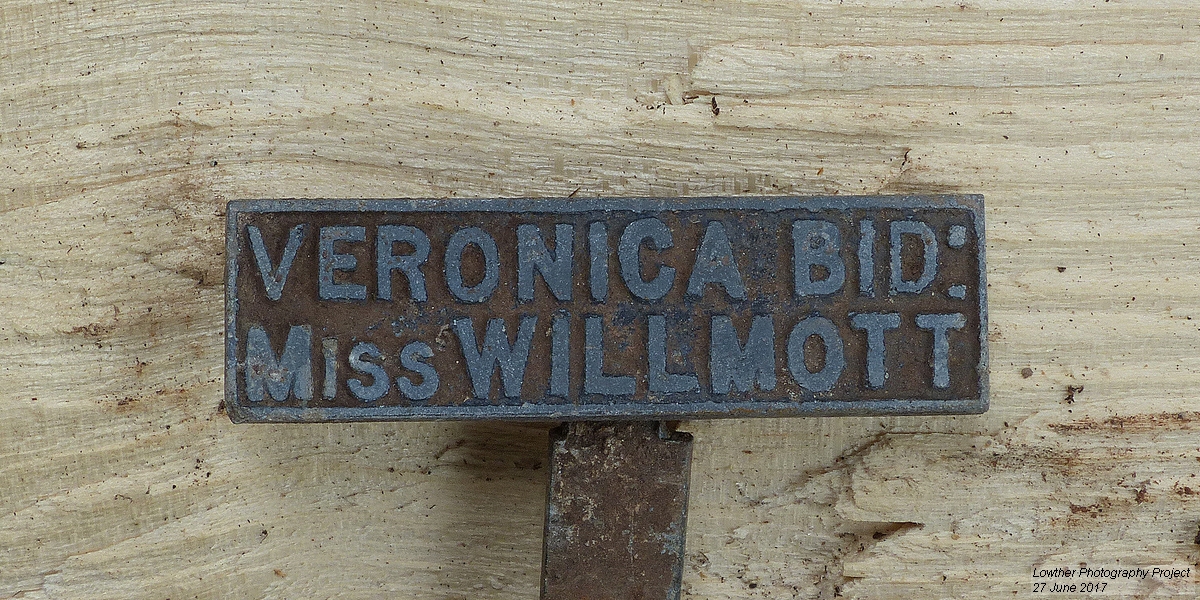 VERONICA BID:
MISS WILLMOTT
Lowther Photography Project
27 June 2017